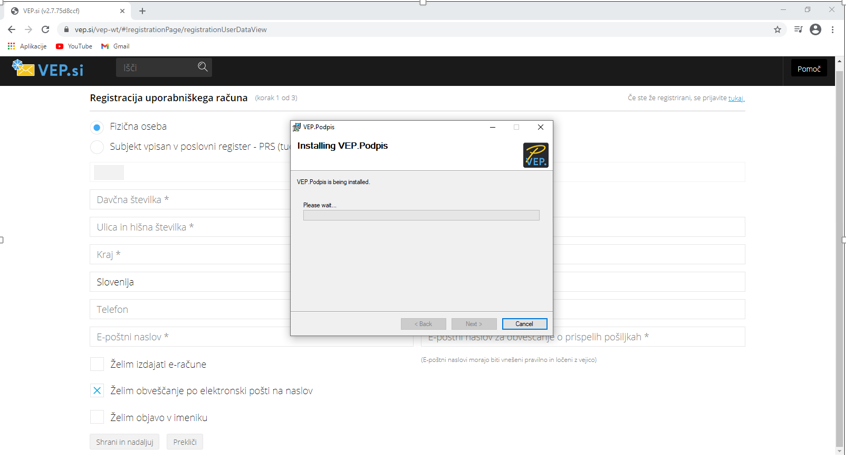 VEP.si (v2.7.75d8ccf)
vep.si/vep-wt/#!registrationPage/registrationUserDataView
Aplikacije YouTube Gmail
VEP.si
Išči
Pomoč
Registracija uporabniškega računa (korak 1 od 3)
Če ste že registrirani, se prijavite tukaj.
Fizična oseba
Subjekt vpisan v poslovni register - PRS (tu
VEP.Podpis
Installing VEP.Podpis
VEP.
VEP.Podpis is being installed.
Please wait...
< Back Next > Cancel
Davčna številka *
Ulica in hišna številka *
Kraj *
Slovenija
Telefon
E-poštni naslov *
E-poštni naslov za obveščanje o prispelih pošiljkah *
(E-poštni naslovi morajo biti vnešeni pravilno in ločeni z vejico)
Želim izdajati e-račune
Želim obveščanje po elektronski pošti na naslov
Želim objavo v imeniku
Shrani in nadaljuj Prekliči